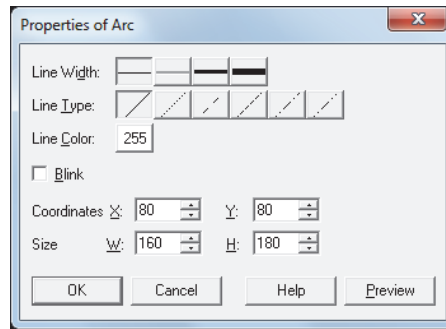 Properties of Arc
Line Width:
Line Type:
Line Color: 255
Blink
Coordinates X: 80 Y: 80
Size W: 160 H: 180
OK Cancel Help Preview